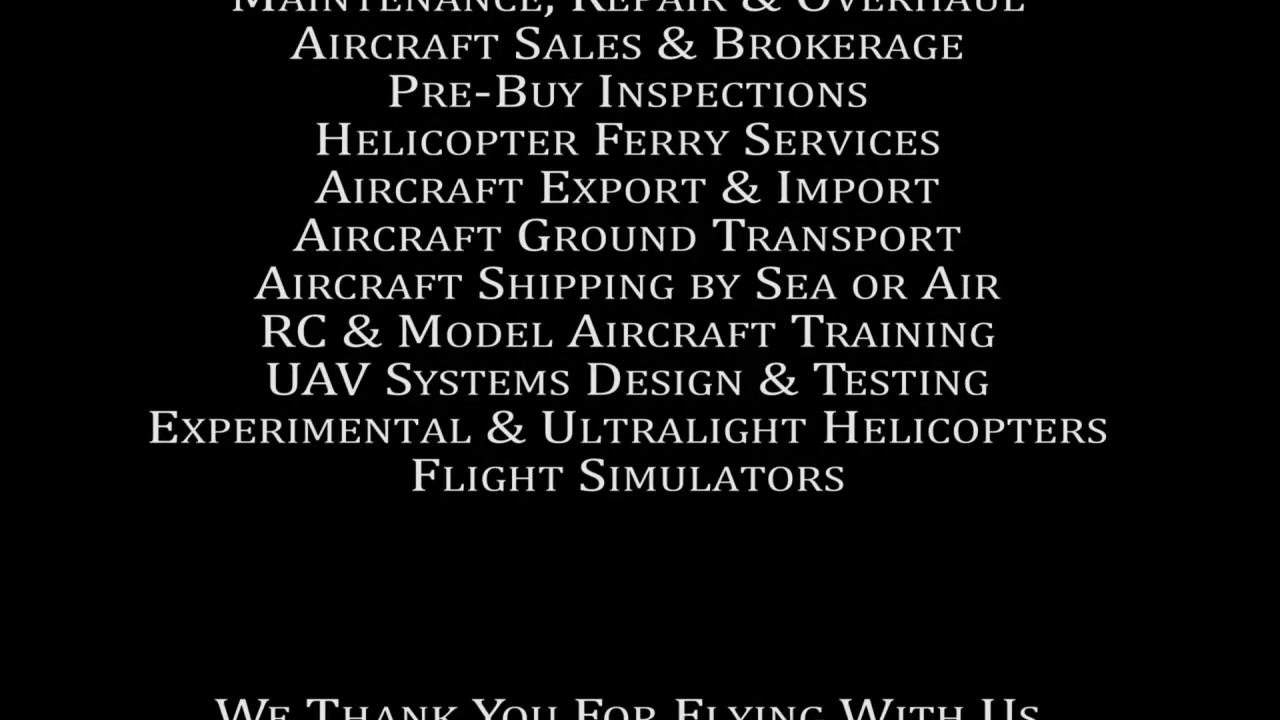 Maintenance, Repair & Overhaul
Aircraft Sales & Brokerage
Pre-Buy Inspections
Helicopter Ferry Services
Aircraft Export & Import
Aircraft Ground Transport
Aircraft Shipping by Sea or Air
RC & Model Aircraft Training
UAV Systems Design & Testing
Experimental & Ultralight Helicopters
Flight Simulators
We Thank You For Flying With Us